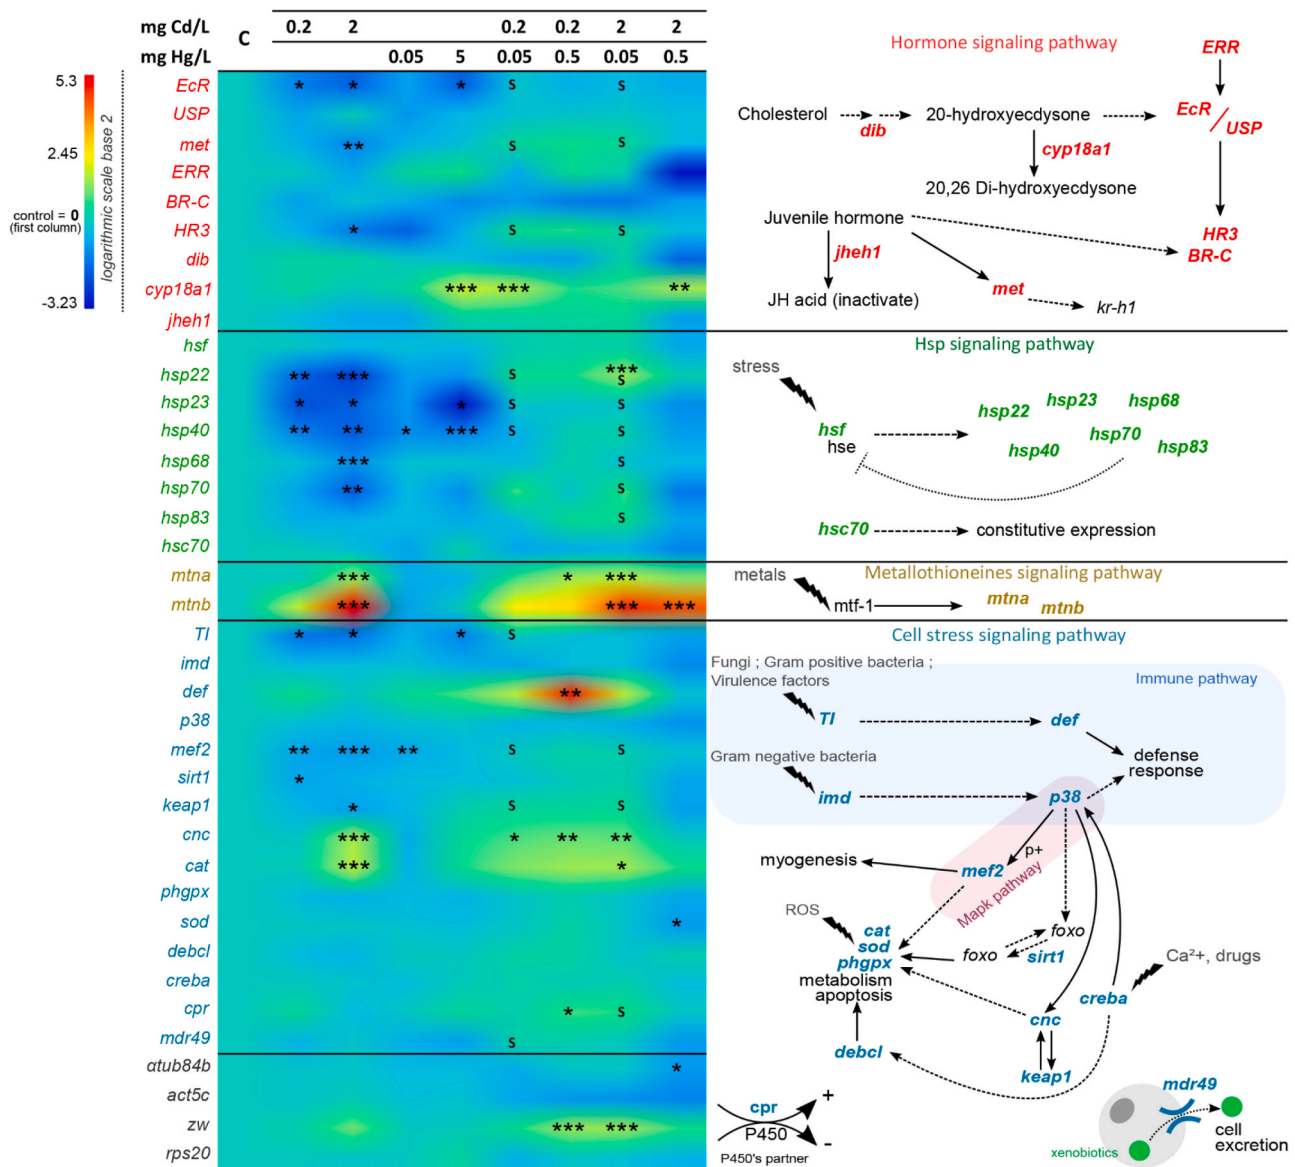 mg Cd/L C 0.2 2 0.2 0.2 2 2
mg Hg/L 0.05 5 0.05 0.5 0.05 0.5
5.3
2.45
control = 0
(first column)
-3.23
logarithmic scale base 2
EcR * * * S S
USP
met ** S S
ERR
BR-C
HR3 * S S
dib
cyp18a1 *** *** **
jheh1
hsf
hsp22 ** *** S *** S
hsp23 * * * S S
hsp40 ** ** * *** S S
hsp68 *** S
hsp70 ** S
hsp83 S
hsc70
mtna *** * ***
mtnb *** *** ***
Tl * * * S
imd
def **
p38
mef2 ** *** ** S S
sirt1 *
keap1 * S S
cnc *** * ** **
cat *** *
phgpx
sod *
debcl
creba
cpr * S
mdr49 S
αtub84b *
act5c
zw *** ***
rps20
Hormone signaling pathway
ERR
Cholesterol
dib
20-hydroxyecdysone
EcR / USP
cyp18a1
20,26 Di-hydroxyecdysone
Juvenile hormone
HR3
BR-C
jheh1
met
JH acid (inactivate)
kr-h1
Hsp signaling pathway
stress
hsp22 hsp23 hsp68
hsf
hse
hsp40 hsp70 hsp83
hsc70
constitutive expression
metals
Metallothioneines signaling pathway
mtf-1
mtna
mtnb
Cell stress signaling pathway
Fungi ; Gram positive bacteria ;
Virulence factors
Immune pathway
Tl
def
Gram negative bacteria
defense
response
imd
p38
p+
myogenesis
mef2
Mapk pathway
ROS
cat
sod
phgpx
metabolism
apoptosis
foxo
foxo
sirt1
Ca²+, drugs
creba
cnc
debcl
keap1
cpr
P450
+
-
P450's partner
mdr49
cell
excretion
xenobiotics